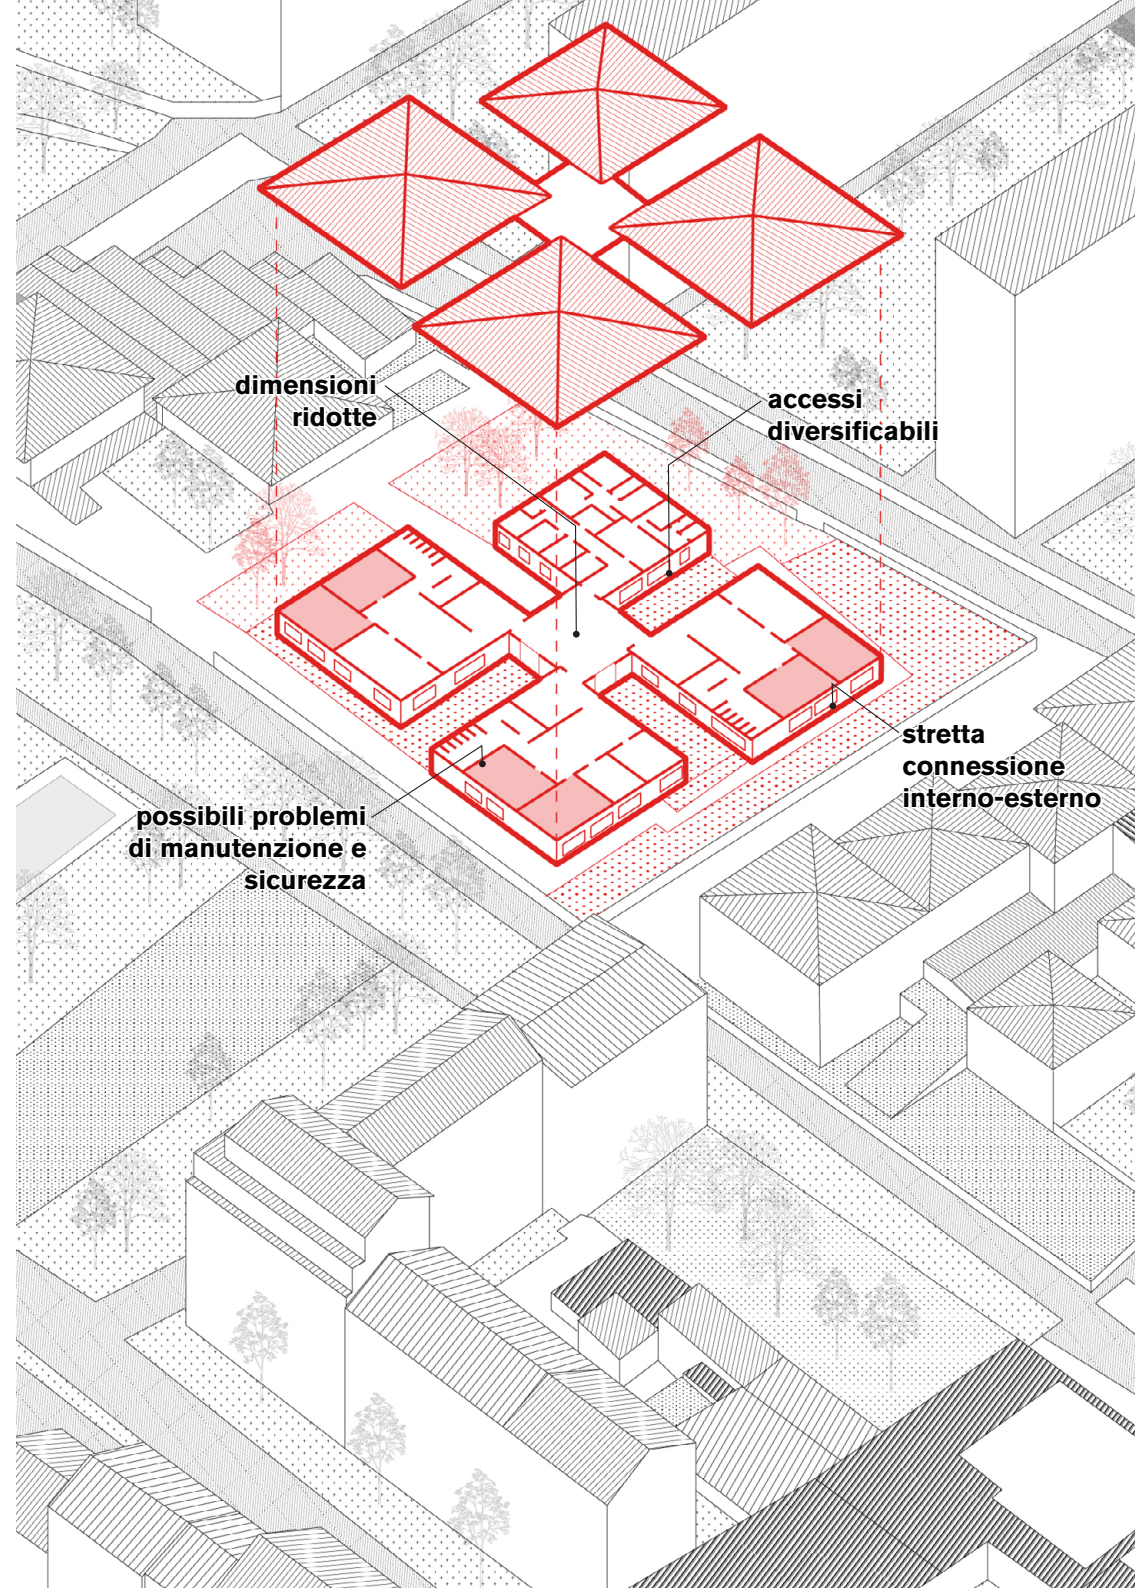 dimensioni
ridotte
accessi
diversificabili
stretta
connessione
interno-esterno
possibili problemi
di manutenzione e
sicurezza